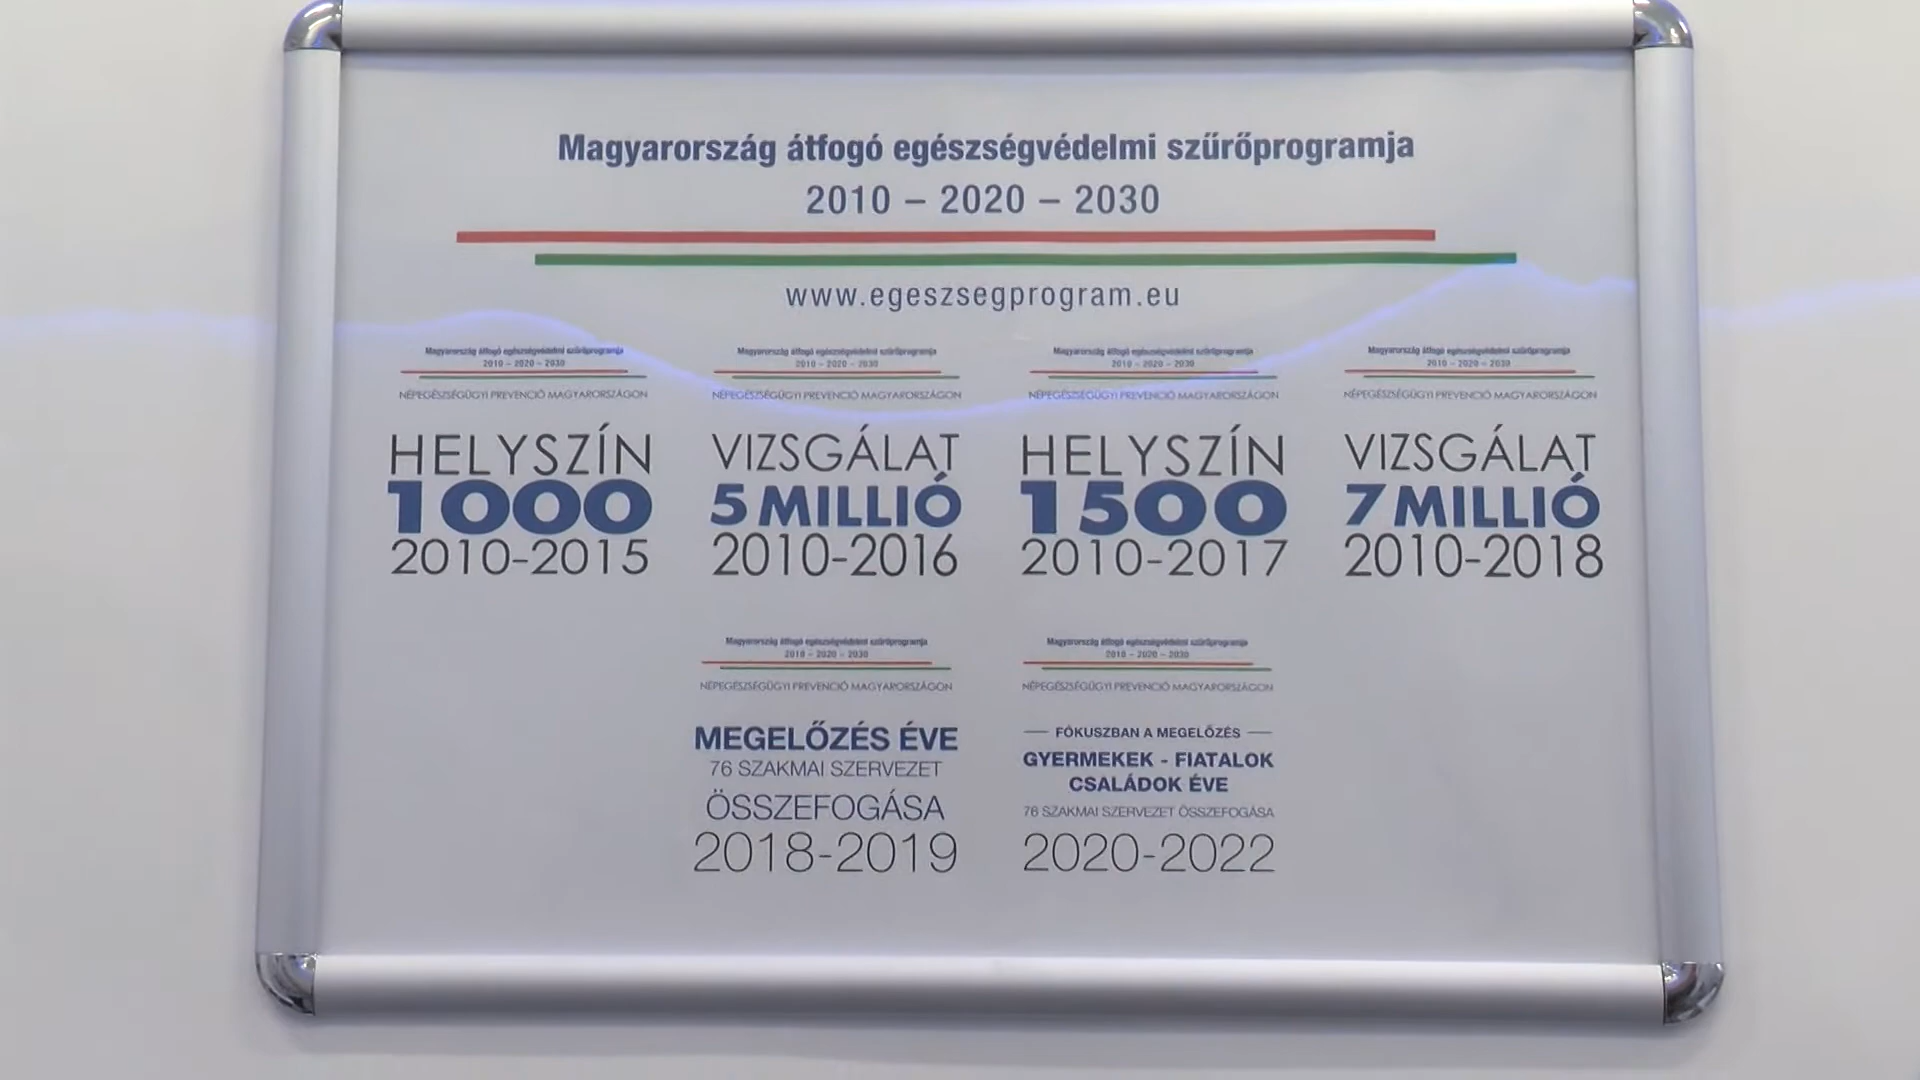 Magyarország átfogó egészségvédelmi szűrőprogramja
2010 – 2020 – 2030
www.egeszsegprogram.eu
Magyarország átfogó egészségvédelmi szűrőprogramja
2010 – 2020 – 2030
NÉPEGÉSZSÉGÜGYI PREVENCIÓ MAGYARORSZÁGON
HELYSZÍN
1000
2010-2015
Magyarország átfogó egészségvédelmi szűrőprogramja
2010 – 2020 – 2030
NÉPEGÉSZSÉGÜGYI PREVENCIÓ MAGYARORSZÁGON
VIZSGÁLAT
5 MILLIÓ
2010-2016
Magyarország átfogó egészségvédelmi szűrőprogramja
2010 – 2020 – 2030
NÉPEGÉSZSÉGÜGYI PREVENCIÓ MAGYARORSZÁGON
HELYSZÍN
1500
2010-2017
Magyarország átfogó egészségvédelmi szűrőprogramja
2010 – 2020 – 2030
NÉPEGÉSZSÉGÜGYI PREVENCIÓ MAGYARORSZÁGON
VIZSGÁLAT
7 MILLIÓ
2010-2018
Magyarország átfogó egészségvédelmi szűrőprogramja
2010 – 2020 – 2030
NÉPEGÉSZSÉGÜGYI PREVENCIÓ MAGYARORSZÁGON
MEGELŐZÉS ÉVE
76 SZAKMAI SZERVEZET
ÖSSZEFOGÁSA
2018-2019
Magyarország átfogó egészségvédelmi szűrőprogramja
2010 – 2020 – 2030
NÉPEGÉSZSÉGÜGYI PREVENCIÓ MAGYARORSZÁGON
FÓKUSZBAN A MEGELŐZÉS
GYERMEKEK - FIATALOK
CSALÁDOK ÉVE
76 SZAKMAI SZERVEZET ÖSSZEFOGÁSA
2020-2022